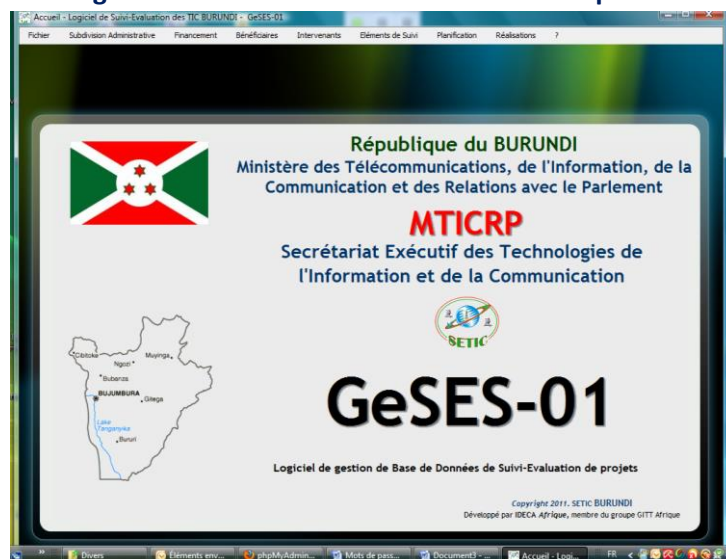 Accueil - Logiciel de Suivi-Evaluation des TIC BURUNDI - GeSES-01
Fichier Subdivision Administrative Financement Bénéficiaires Intervenants Eléments de Suivi Planification Réalisations ?
République du BURUNDI
Ministère des Télécommunications, de l'Information, de la
Communication et des Relations avec le Parlement
MTICRP
Secrétariat Exécutif des Technologies de
l'Information et de la Communication
SETIC
Cibitoke
Muyinga
Ngozi
Bubanza
BUJUMBURA
Gitega
Lake
Tanganyika
Bururi
GeSES-01
Logiciel de gestion de Base de Données de Suivi-Evaluation de projets
Copyright 2011. SETIC BURUNDI
Développé par IDECA Afrique, membre du groupe GITT Afrique
Divers Éléments env... phpMyAdmin... Mots de pass... Document3 - ... Accueil - Logi... FR